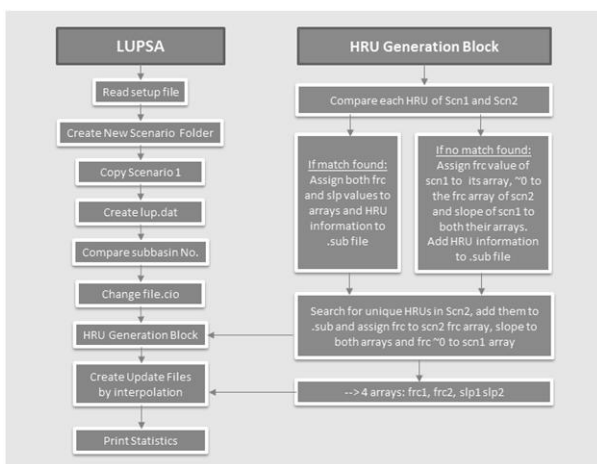 LUPSA
Read setup file
Create New Scenario Folder
Copy Scenario 1
Create lup.dat
Compare subbasin No.
Change file.cio
HRU Generation Block
Create Update Files
by interpolation
Print Statistics
HRU Generation Block
Compare each HRU of Scn1 and Scn2
If match found:
Assign both frc
and slp values to
arrays and HRU
information to
.sub file
If no match found:
Assign frc value of
scn1 to its array, ~0 to
the frc array of scn2
and slope of scn1 to
both their arrays.
Add HRU information
to .sub file
Search for unique HRUs in Scn2, add them to
.sub and assign frc to scn2 frc array, slope to
both arrays and frc ~0 to scn1 array
-->4 arrays: frc1, frc2, slp1 slp2